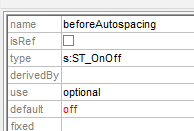 name beforeAutospacing
isRef
type s:ST_OnOff
derivedBy
use optional
default off
fixed